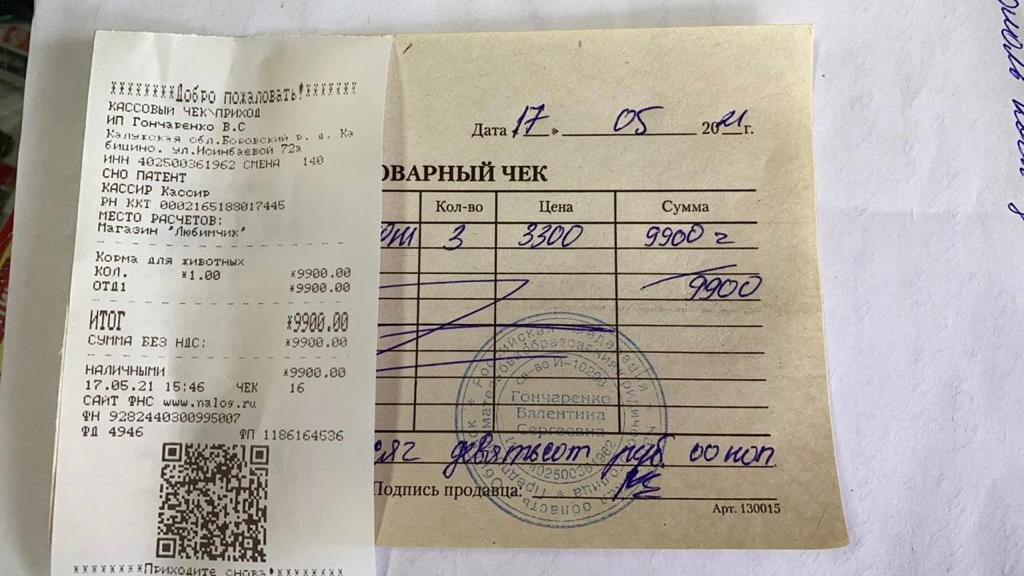 ********Добро пожаловать!*******
КАССОВЫЙ ЧЕК\ПРИХОД
ИП Гончаренко В.С
Калужская обл.Боровский р. д. Ка
бицино. ул.Исинбаевой 72а
ИНН 402500361962 СМЕНА 140
СНО ПАТЕНТ
КАССИР Кассир
РН ККТ 0002165188017445
МЕСТО РАСЧЕТОВ:
Магазин "Любимчик"
Корма для животных
КОЛ. *1.00 *9900.00
ОТД1 *9900.00
ИТОГ *9900.00
СУММА БЕЗ НДС: *9900.00
НАЛИЧНЫМИ *9900.00
17.05.21 15:46 ЧЕК 16
САЙТ ФНС www.nalog.ru
ФН 9282440300995007
ФД 4946 ФП 1186164536
********Приходите снова!********
Дата 17 » 05 2021 г.
ОВАРНЫЙ ЧЕК
Кол-во Цена Сумма
3 3300 9900
9900
девятьсот руб 00 коп
Подпись продавца:
Арт. 130015
Гончаренко
Валентина
Сергеевна
402500361962